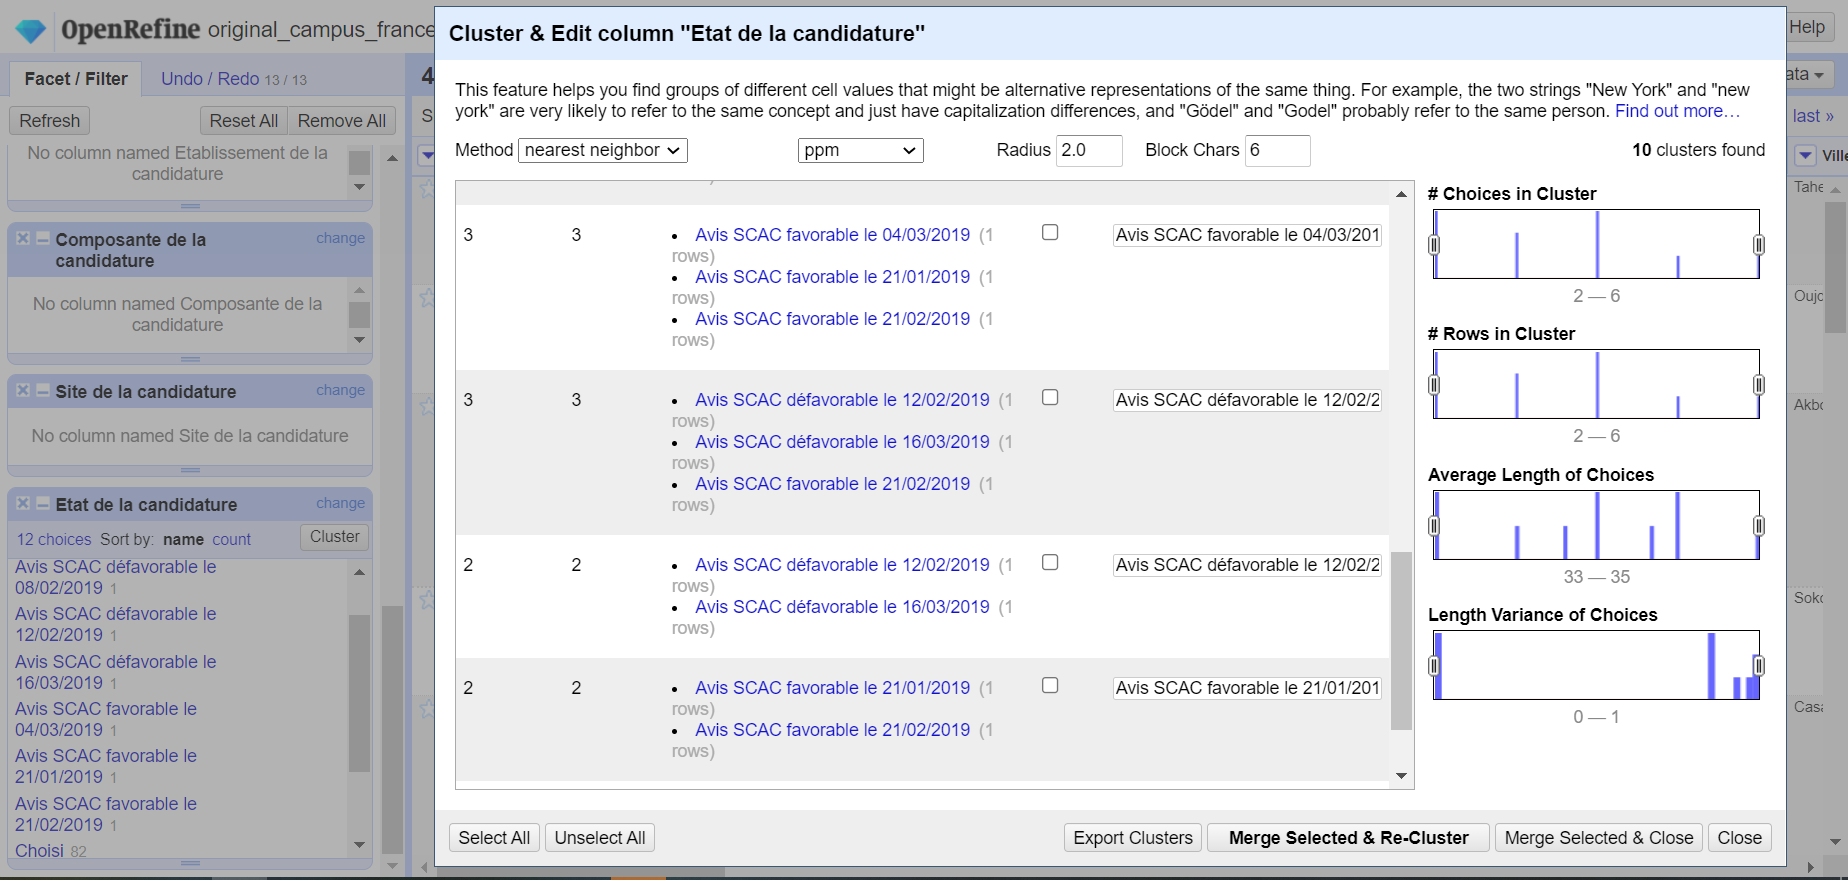 OpenRefine original_campus_france
Help
Facet / Filter
Undo / Redo 13 / 13
Refresh
Reset All
Remove All
No column named Etablissement de la
candidature
Composante de la
candidature
change
No column named Composante de la
candidature
Site de la candidature
change
No column named Site de la candidature
Etat de la candidature
change
12 choices Sort by: name count
Cluster
Avis SCAC défavorable le
08/02/2019 1
Avis SCAC défavorable le
12/02/2019 1
Avis SCAC défavorable le
16/03/2019 1
Avis SCAC favorable le
04/03/2019 1
Avis SCAC favorable le
21/01/2019 1
Avis SCAC favorable le
21/02/2019 1
Choisi 82
4
S
Cluster & Edit column "Etat de la candidature"
This feature helps you find groups of different cell values that might be alternative representations of the same thing. For example, the two strings "New York" and "new
york" are very likely to refer to the same concept and just have capitalization differences, and "Gödel" and "Godel" probably refer to the same person. Find out more…
Method nearest neighbor
ppm
Radius 2.0
Block Chars 6
10 clusters found
3 3 • Avis SCAC favorable le 04/03/2019 (1
rows)
• Avis SCAC favorable le 21/01/2019 (1
rows)
• Avis SCAC favorable le 21/02/2019 (1
rows)
Avis SCAC favorable le 04/03/201
3 3 • Avis SCAC défavorable le 12/02/2019 (1
rows)
• Avis SCAC défavorable le 16/03/2019 (1
rows)
• Avis SCAC favorable le 21/02/2019 (1
rows)
Avis SCAC défavorable le 12/02/2
2 2 • Avis SCAC défavorable le 12/02/2019 (1
rows)
• Avis SCAC défavorable le 16/03/2019 (1
rows)
Avis SCAC défavorable le 12/02/2
2 2 • Avis SCAC favorable le 21/01/2019 (1
rows)
• Avis SCAC favorable le 21/02/2019 (1
rows)
Avis SCAC favorable le 21/01/201
# Choices in Cluster
2 — 6
# Rows in Cluster
2 — 6
Average Length of Choices
33 — 35
Length Variance of Choices
0 — 1
Select All
Unselect All
Export Clusters
Merge Selected & Re-Cluster
Merge Selected & Close
Close
ata
last »
Ville
Tahe
Oujc
Akbo
Soko
Casa